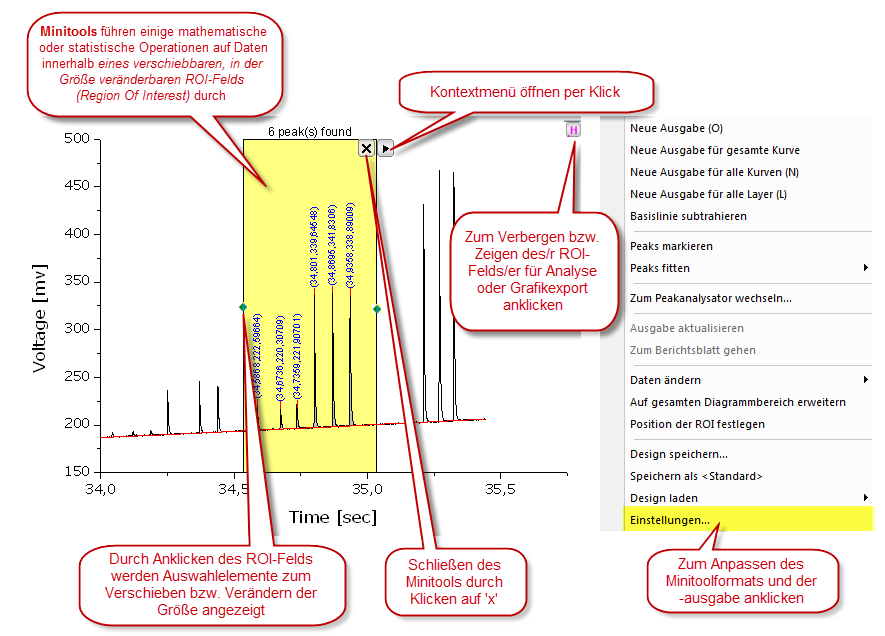 Minitools führen einige mathematische
oder statistische Operationen auf Daten
innerhalb eines verschiebbaren, in der
Größe veränderbaren ROI-Felds
(Region Of Interest) durch
Kontextmenü öffnen per Klick
6 peak(s) found
H
Zum Verbergen bzw.
Zeigen des/r ROI-
Felds/er für Analyse
oder Grafikexport
anklicken
500
450
400
350
300
250
200
150
Voltage [mv]
(34,6736,220,30709)
(34,7359,221,90701)
(34,801,339,64548)
(34,8695,341,8306)
(34,9358,338,89009)
34,0
34,5
35,0
35,5
Time [sec]
Neue Ausgabe (O)
Neue Ausgabe für gesamte Kurve
Neue Ausgabe für alle Kurven (N)
Neue Ausgabe für alle Layer (L)
Basislinie subtrahieren
Peaks markieren
Peaks fitten
Zum Peakanalysator wechseln...
Ausgabe aktualisieren
Zum Berichtsblatt gehen
Daten ändern
Auf gesamten Diagrammbereich erweitern
Position der ROI festlegen
Design speichern...
Speichern als <Standard>
Design laden
Einstellungen...
Durch Anklicken des ROI-Felds
werden Auswahlelemente zum
Verschieben bzw. Verändern der
Größe angezeigt
Schließen des
Minitools durch
Klicken auf 'x'
Zum Anpassen des
Minitoolformats und der
-ausgabe anklicken